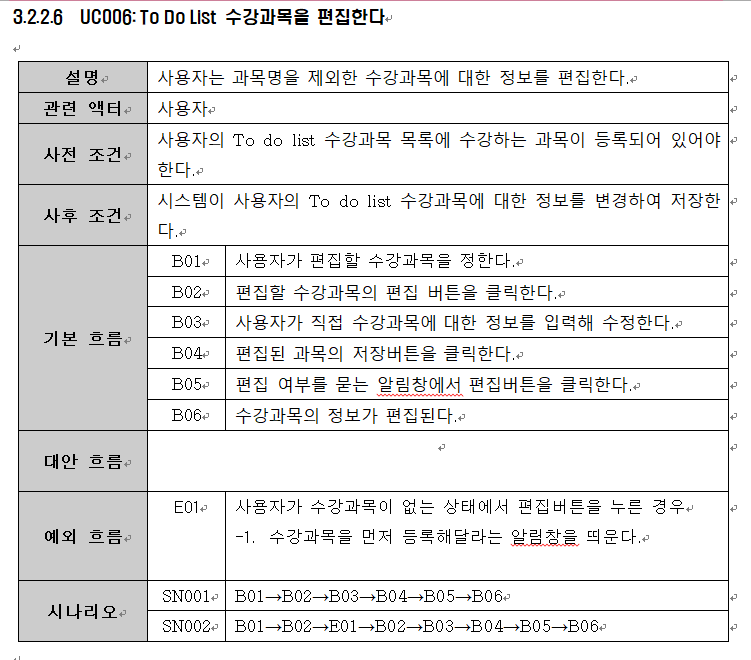 3.2.2.6 UC006: To Do List 수강과목을 편집한다
설명 사용자는 과목명을 제외한 수강과목에 대한 정보를 편집한다.
관련 액터 사용자
사전 조건 사용자의 To do list 수강과목 목록에 수강하는 과목이 등록되어 있어야
한다.
사후 조건 시스템이 사용자의 To do list 수강과목에 대한 정보를 변경하여 저장한
다.
기본 흐름
B01 사용자가 편집할 수강과목을 정한다.
B02 편집할 수강과목의 편집 버튼을 클릭한다.
B03 사용자가 직접 수강과목에 대한 정보를 입력해 수정한다.
B04 편집된 과목의 저장버튼을 클릭한다.
B05 편집 여부를 묻는 알림창에서 편집버튼을 클릭한다.
B06 수강과목의 정보가 편집된다.
대안 흐름
예외 흐름
E01 사용자가 수강과목이 없는 상태에서 편집버튼을 누른 경우
-1. 수강과목을 먼저 등록해달라는 알림창을 띄운다.
시나리오
SN001 B01→B02→B03→B04→B05→B06
SN002 B01→B02→E01→B02→B03→B04→B05→B06